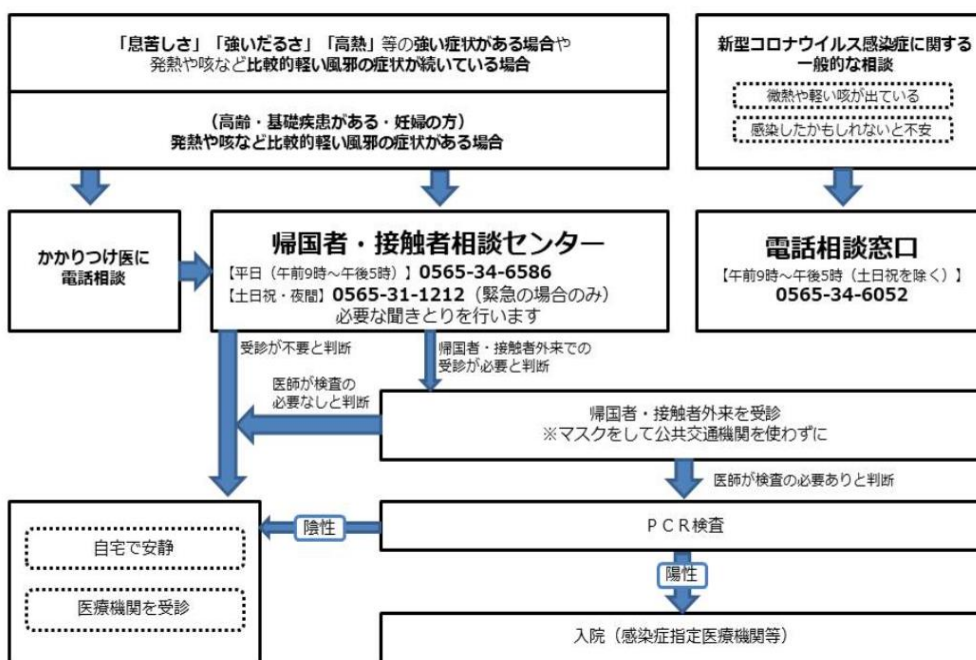 「息苦しさ」「強いだるさ」「高熱」等の強い症状がある場合や
発熱や咳など比較的軽い風邪の症状が続いている場合
（高齢・基礎疾患がある・妊婦の方）
発熱や咳など比較的軽い風邪の症状がある場合
新型コロナウイルス感染症に関する
一般的な相談
微熱や軽い咳が出ている
感染したかもしれないと不安
かかりつけ医に
電話相談
帰国者・接触者相談センター
【平日（午前9時～午後5時）】0565-34-6586
【土日祝・夜間】0565-31-1212（緊急の場合のみ）
必要な聞きとりを行います
電話相談窓口
【午前9時～午後5時（土日祝を除く）】
0565-34-6052
受診が不要と判断
帰国者・接触者外来での
受診が必要と判断
医師が検査の
必要なしと判断
帰国者・接触者外来を受診
※マスクをして公共交通機関を使わずに
医師が検査の必要ありと判断
自宅で安静
医療機関を受診
陰性
ＰＣＲ検査
陽性
入院（感染症指定医療機関等）